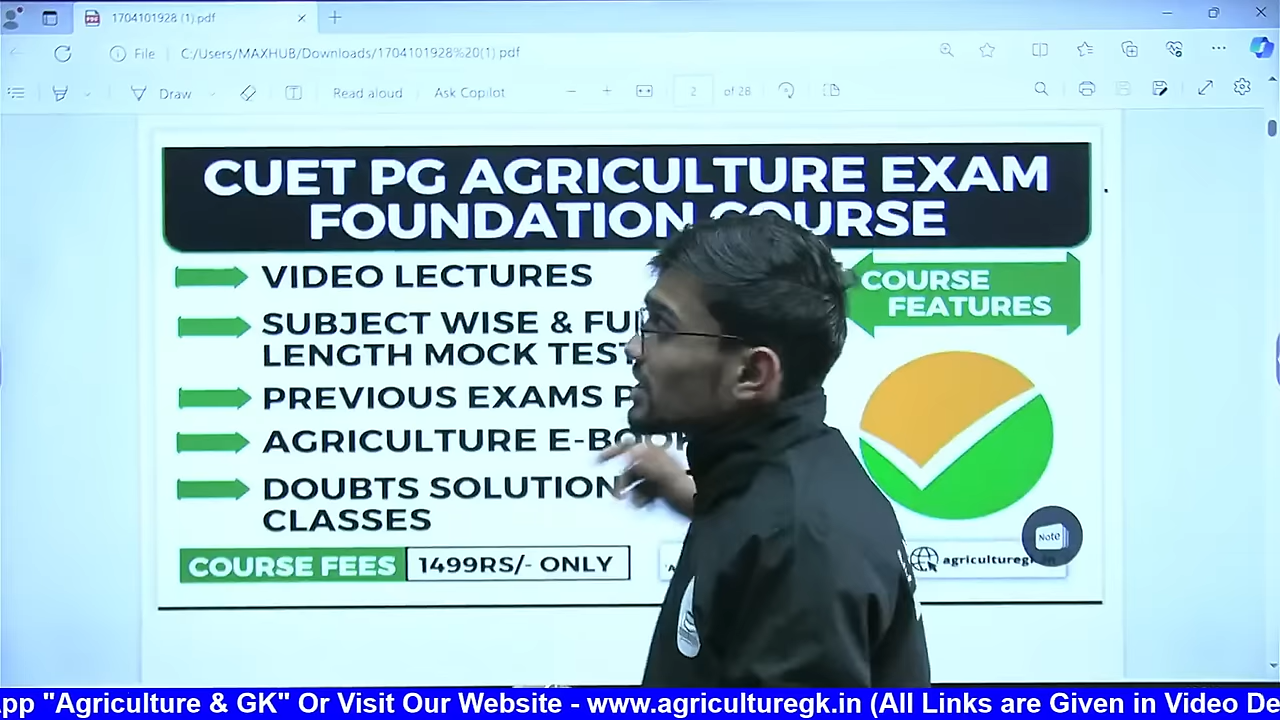 1704101928 (1).pdf
File
C:/Users/MAXHUB/Downloads/1704101928%20(1).pdf
Draw
Read aloud
Ask Copilot
2 of 28
CUET PG AGRICULTURE EXAM
FOUNDATION COURSE
COURSE
FEATURES
VIDEO LECTURES
SUBJECT WISE &
LENGTH MOCK
PREVIOUS EXAMS
AGRICULTURE
DOUBTS SOLUTION
CLASSES
COURSE FEES 1499RS/- ONLY
Note
"Agriculture & GK" Or Visit Our Website - www.agriculturegk.in (All Links are Given in Video